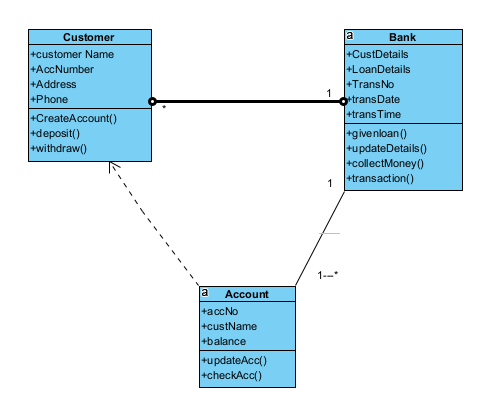 Customer
+customer Name
+AccNumber
+Address
+Phone
+CreateAccount()
+deposit()
+withdraw()
a
Bank
+CustDetails
+LoanDetails
+TransNo
+transDate
+transTime
+givenloan()
+updateDetails()
+collectMoney()
+transaction()
*
1
1
1---*
a
Account
+accNo
+custName
+balance
+updateAcc()
+checkAcc()